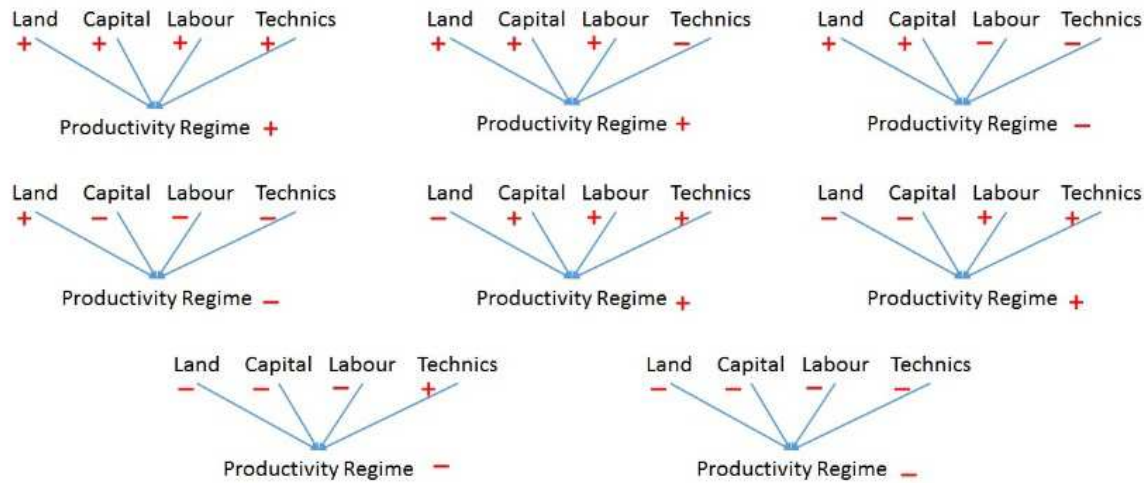 Land Capital Labour Technics Land Capital Labour Technics Land Capital Labour Technics
+ + + + + + + − + + − −
Productivity Regime + Productivity Regime + Productivity Regime −
Land Capital Labour Technics Land Capital Labour Technics Land Capital Labour Technics
+ − − − − + + + − − + +
Productivity Regime − Productivity Regime + Productivity Regime +
Land Capital Labour Technics Land Capital Labour Technics
− − − + − − − −
Productivity Regime − Productivity Regime −